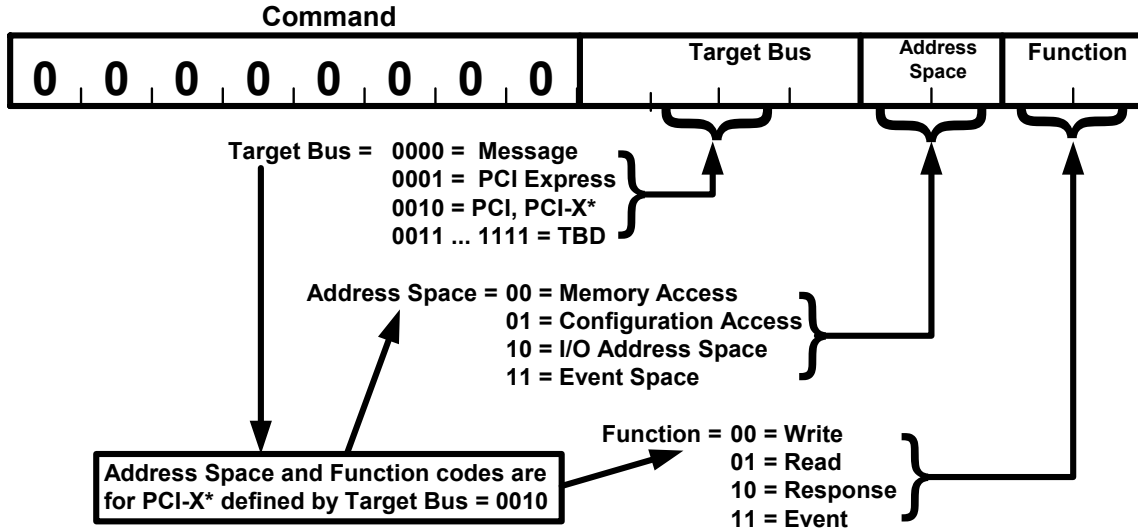 Command
0 0 0 0 0 0 0 0
Target Bus
Address
Space
Function
Target Bus = 0000 = Message
0001 = PCI Express
0010 = PCI, PCI-X*
0011 ... 1111 = TBD
Address Space = 00 = Memory Access
01 = Configuration Access
10 = I/O Address Space
11 = Event Space
Function = 00 = Write
01 = Read
10 = Response
11 = Event
Address Space and Function codes are
for PCI-X* defined by Target Bus = 0010